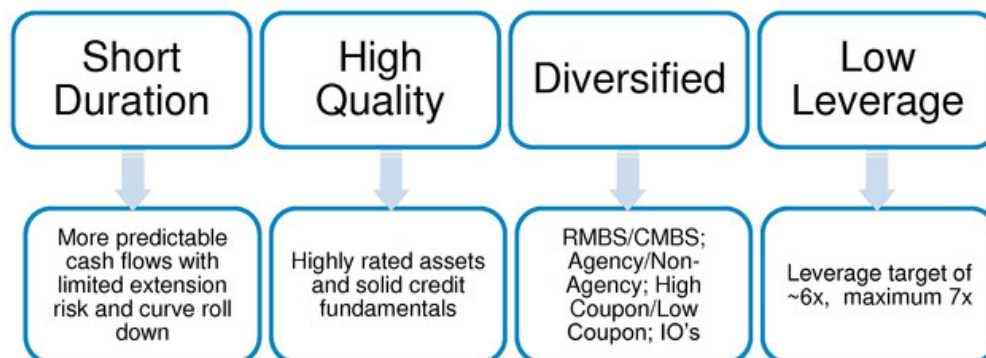 Short
Duration
High
Quality
Diversified
Low
Leverage
More predictable
cash flows with
limited extension
risk and curve roll
down
Highly rated assets
and solid credit
fundamentals
RMBS/CMBS;
Agency/Non-
Agency; High
Coupon/Low
Coupon; IO's
Leverage target of
~6x,  maximum 7x